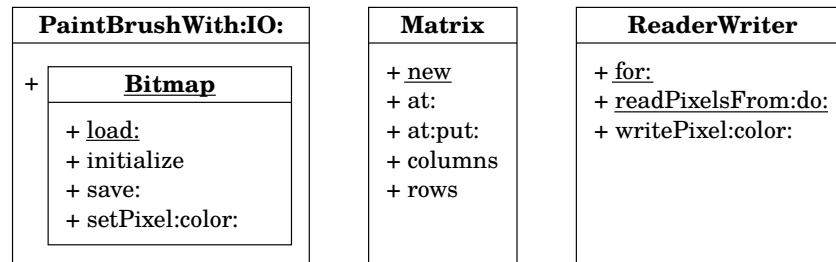 PaintBrushWith:IO:
+ Bitmap
+ load:
+ initialize
+ save:
+ setPixel:color:
Matrix
+ new
+ at:
+ at:put:
+ columns
+ rows
ReaderWriter
+ for:
+ readPixelsFrom:do:
+ writePixel:color: